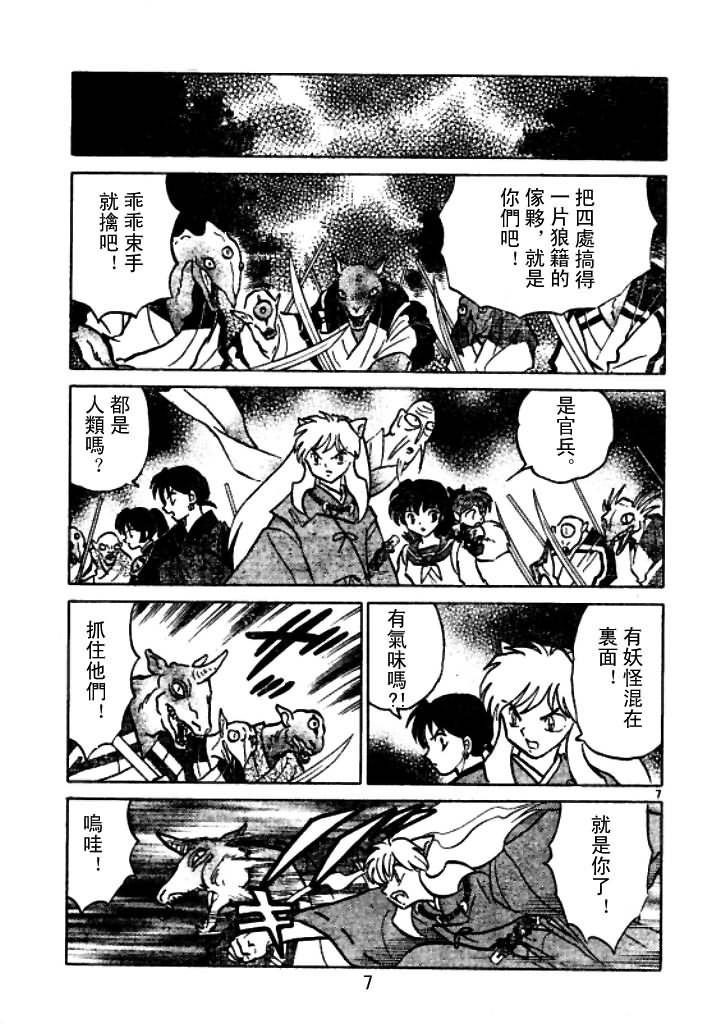 把四處搞得
一片狼籍的
傢夥，就是
你們吧！
乖乖束手
就擒吧！
是官兵。
都是
人類嗎？
有妖怪混在
裏面！
有氣味嗎?!
抓住他們！
7
就是你了！
嗚哇！
キ
7